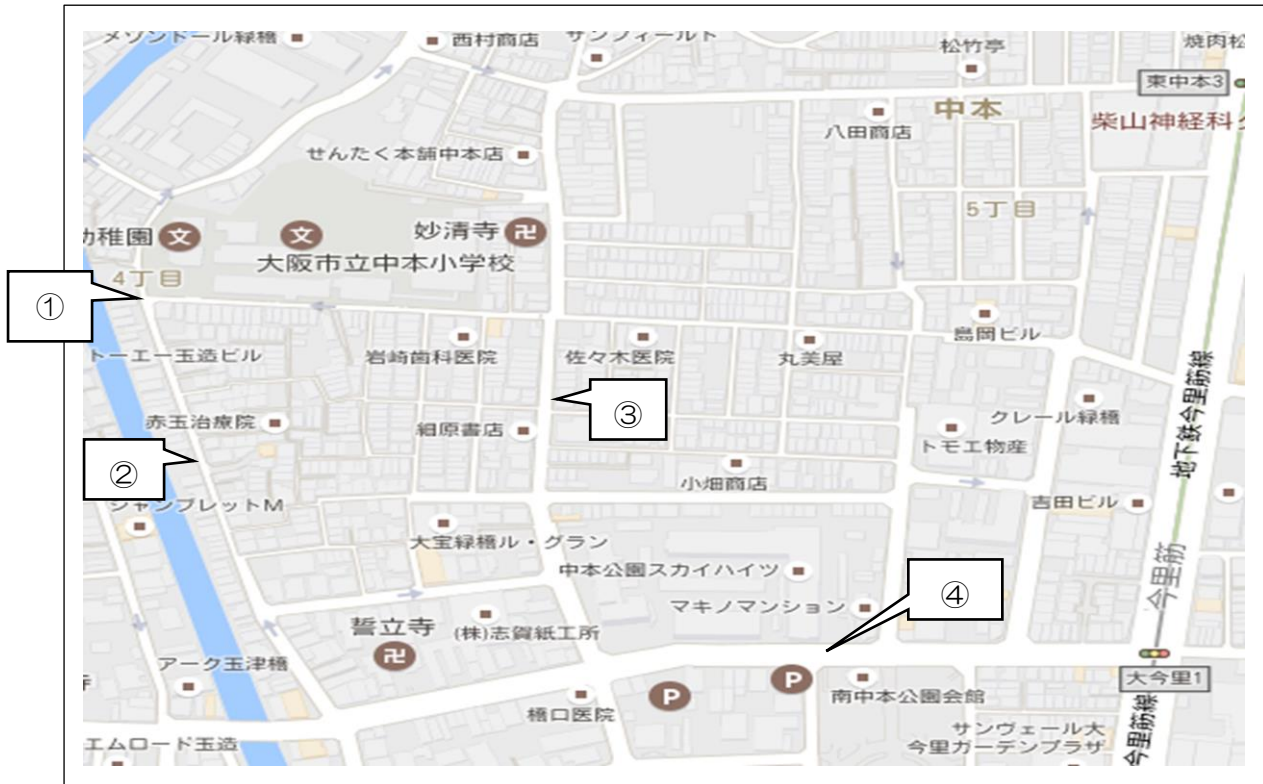 メゾンドール緑橋
西村商店
サンフィールド
松竹亭
焼肉松
東中本3
中本
八田商店
柴山神経科
せんたく本舗中本店
5丁目
幼稚園
文
文
妙清寺
卍
大阪市立中本小学校
4丁目
①
島岡ビル
トーエー玉造ビル
岩崎歯科医院
佐々木医院
丸美屋
地下鉄今里筋線
③
クレール緑橋
赤玉治療院
細原書店
トモエ物産
②
小畑商店
シャンブレットM
吉田ビル
大宝緑橋ル・グラン
中本公園スカイハイツ
今里筋
④
マキノマンション
誓立寺
(株)志賀紙工所
卍
アーク玉津橋
大今里1
P
P
南中本公園会館
橋口医院
サンヴェール大
今里ガーデンプラザ
今里筋線
エムロード玉造